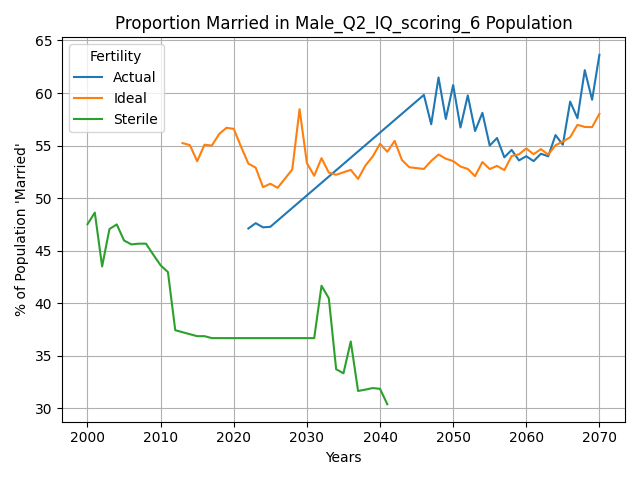 Proportion Married in Male_Q2_IQ_scoring_6 Population
Fertility
Actual
Ideal
Sterile
% of Population 'Married'
65
60
55
50
45
40
35
30
2000 2010 2020 2030 2040 2050 2060 2070
Years